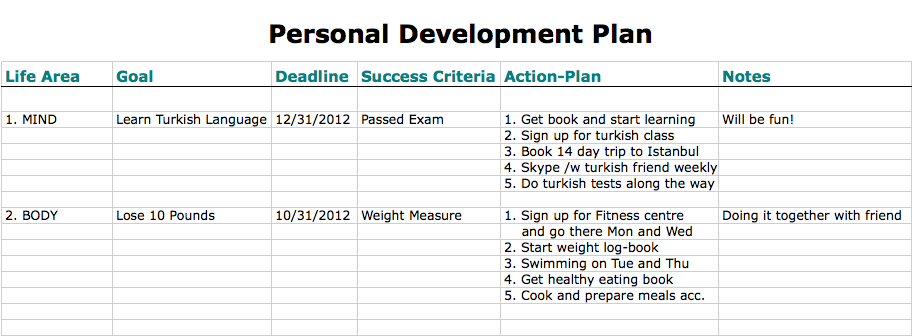 Personal Development Plan
Life Area Goal Deadline Success Criteria Action-Plan Notes
1. MIND Learn Turkish Language 12/31/2012 Passed Exam 1. Get book and start learning Will be fun!
2. Sign up for turkish class
3. Book 14 day trip to Istanbul
4. Skype /w turkish friend weekly
5. Do turkish tests along the way
2. BODY Lose 10 Pounds 10/31/2012 Weight Measure 1. Sign up for Fitness centre Doing it together with friend
and go there Mon and Wed
2. Start weight log-book
3. Swimming on Tue and Thu
4. Get healthy eating book
5. Cook and prepare meals acc.